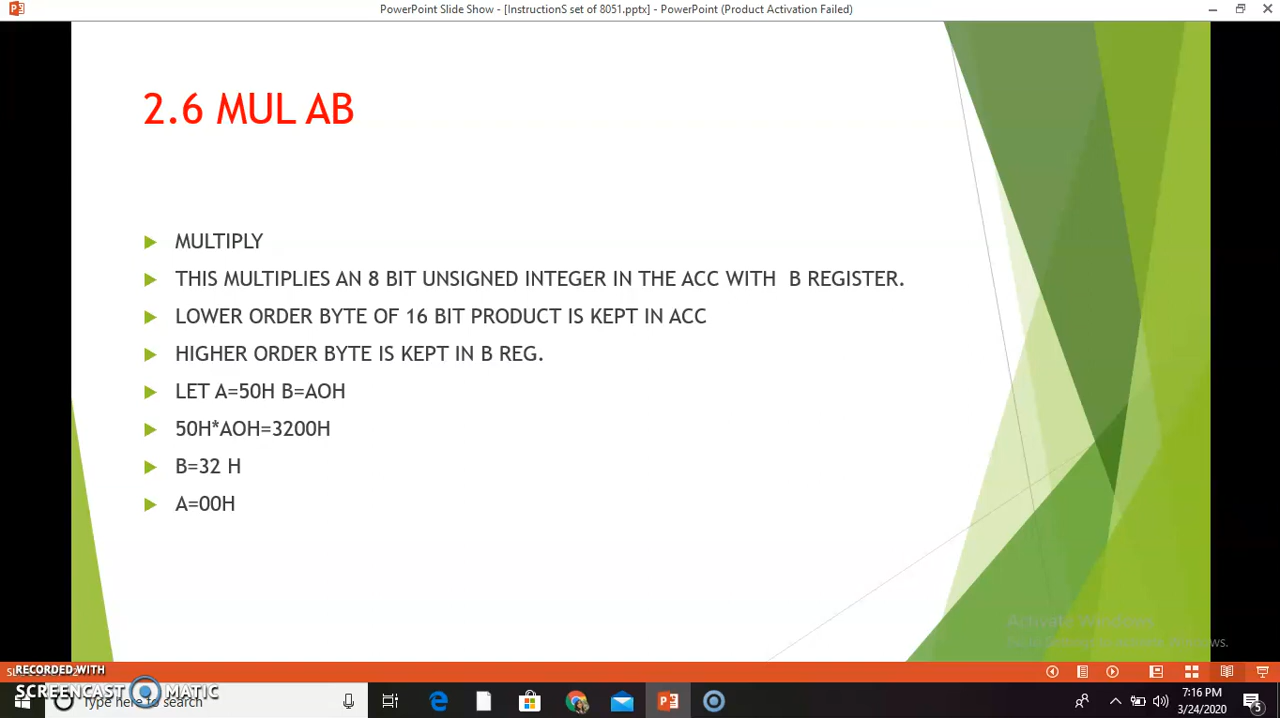 PowerPoint Slide Show - [InstructionS set of 8051.pptx] - PowerPoint (Product Activation Failed)
2.6 MUL AB
MULTIPLY
THIS MULTIPLIES AN 8 BIT UNSIGNED INTEGER IN THE ACC WITH B REGISTER.
LOWER ORDER BYTE OF 16 BIT PRODUCT IS KEPT IN ACC
HIGHER ORDER BYTE IS KEPT IN B REG.
LET A=50H B=AOH
50H*AOH=3200H
B=32 H
A=00H
Activate Windows
RECORDED WITH
SCREENCAST MATIC
Type here to search
7:16 PM
3/24/2020
5